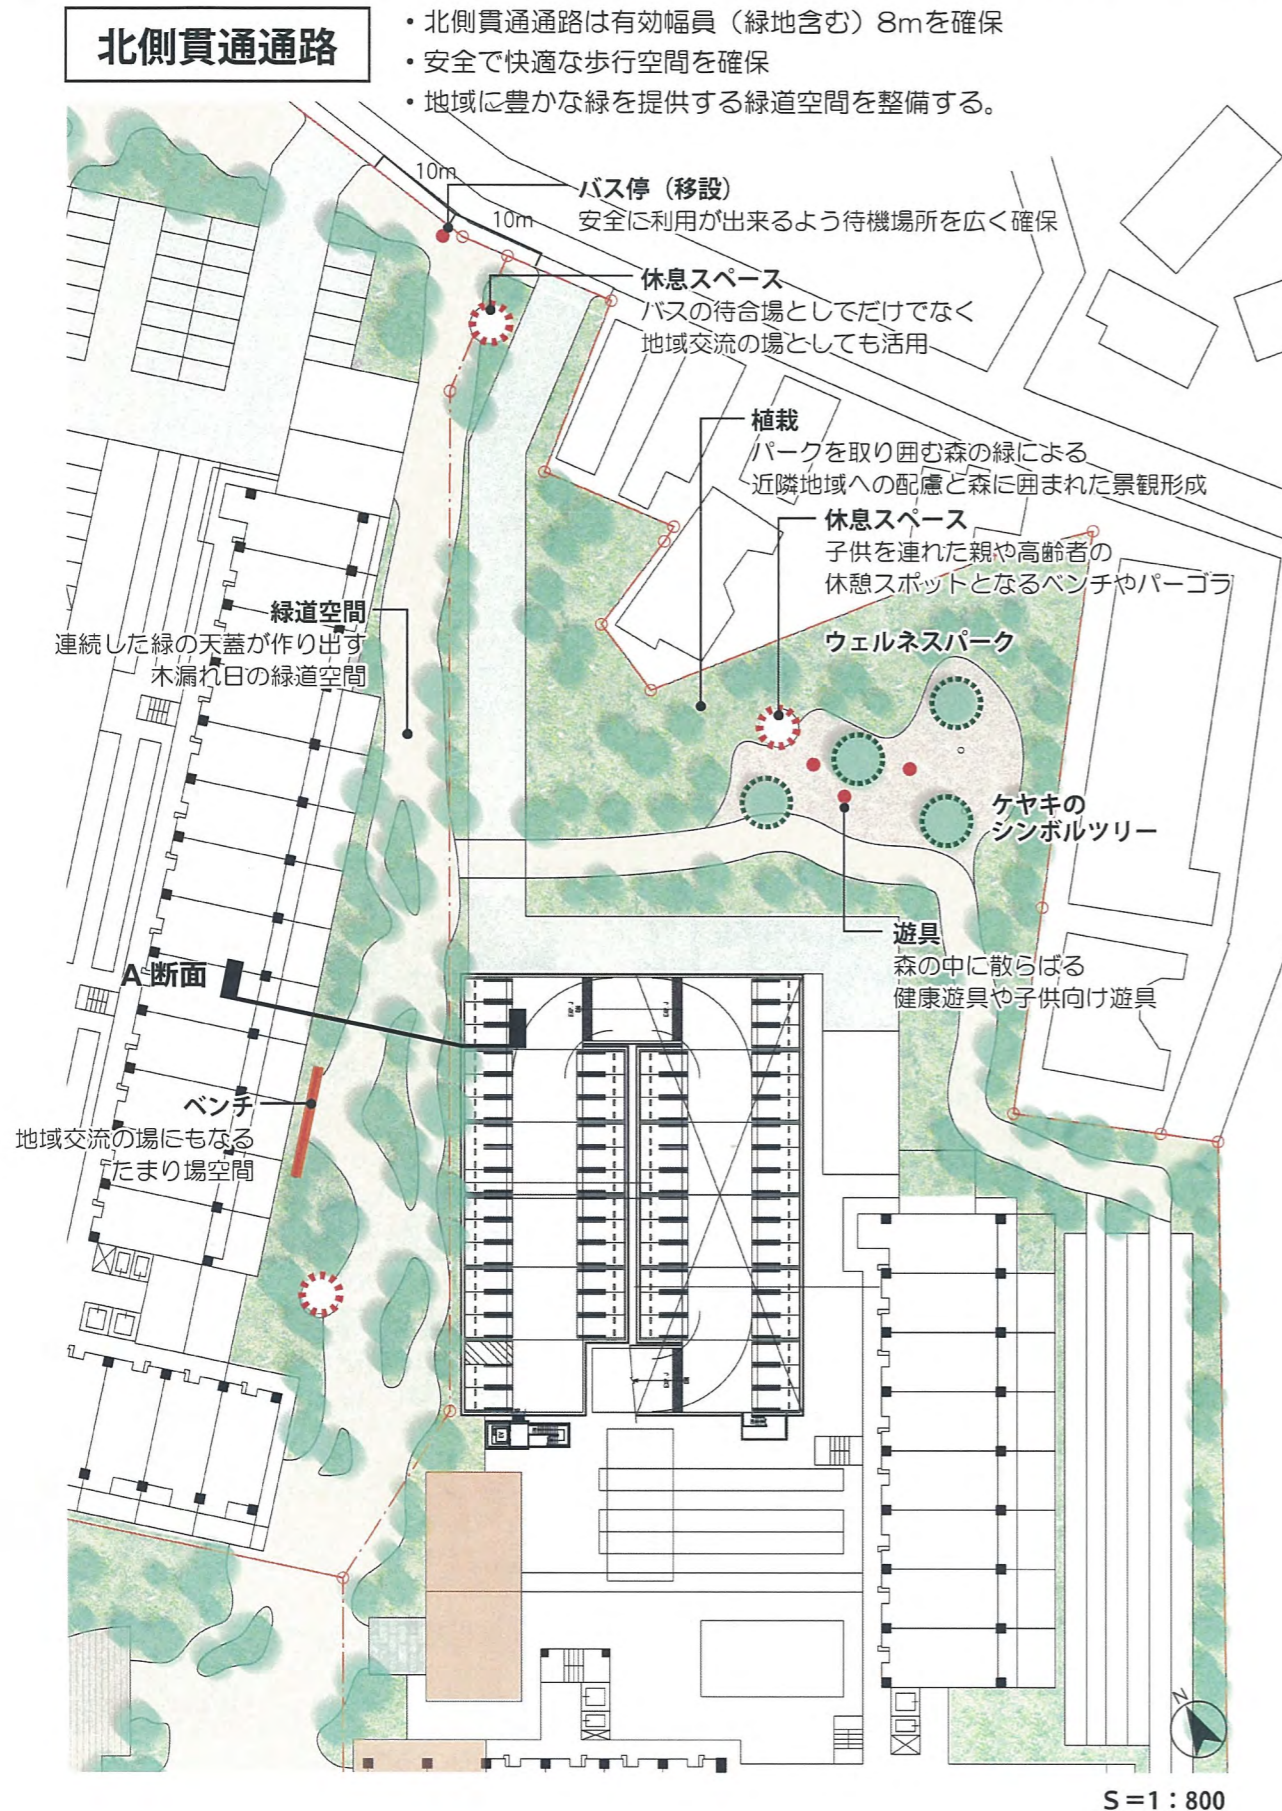 北側貫通通路
・北側貫通通路は有効幅員（緑地含む）8mを確保
・安全で快適な歩行空間を確保
・地域に豊かな緑を提供する緑道空間を整備する。
10m
バス停（移設）
安全に利用が出来るよう待機場所を広く確保
10m
休息スペース
バスの待合場としてだけでなく
地域交流の場としても活用
植栽
パークを取り囲む森の緑による
近隣地域への配慮と森に囲まれた景観形成
休息スペース
子供を連れた親や高齢者の
休憩スポットとなるベンチやパーゴラ
緑道空間
連続した緑の天蓋が作り出す
木漏れ日の緑道空間
ウェルネスパーク
ケヤキの
シンボルツリー
遊具
森の中に散らばる
健康遊具や子供向け遊具
A 断面
ベンチ
地域交流の場にもなる
たまり場空間
N
S＝1：800